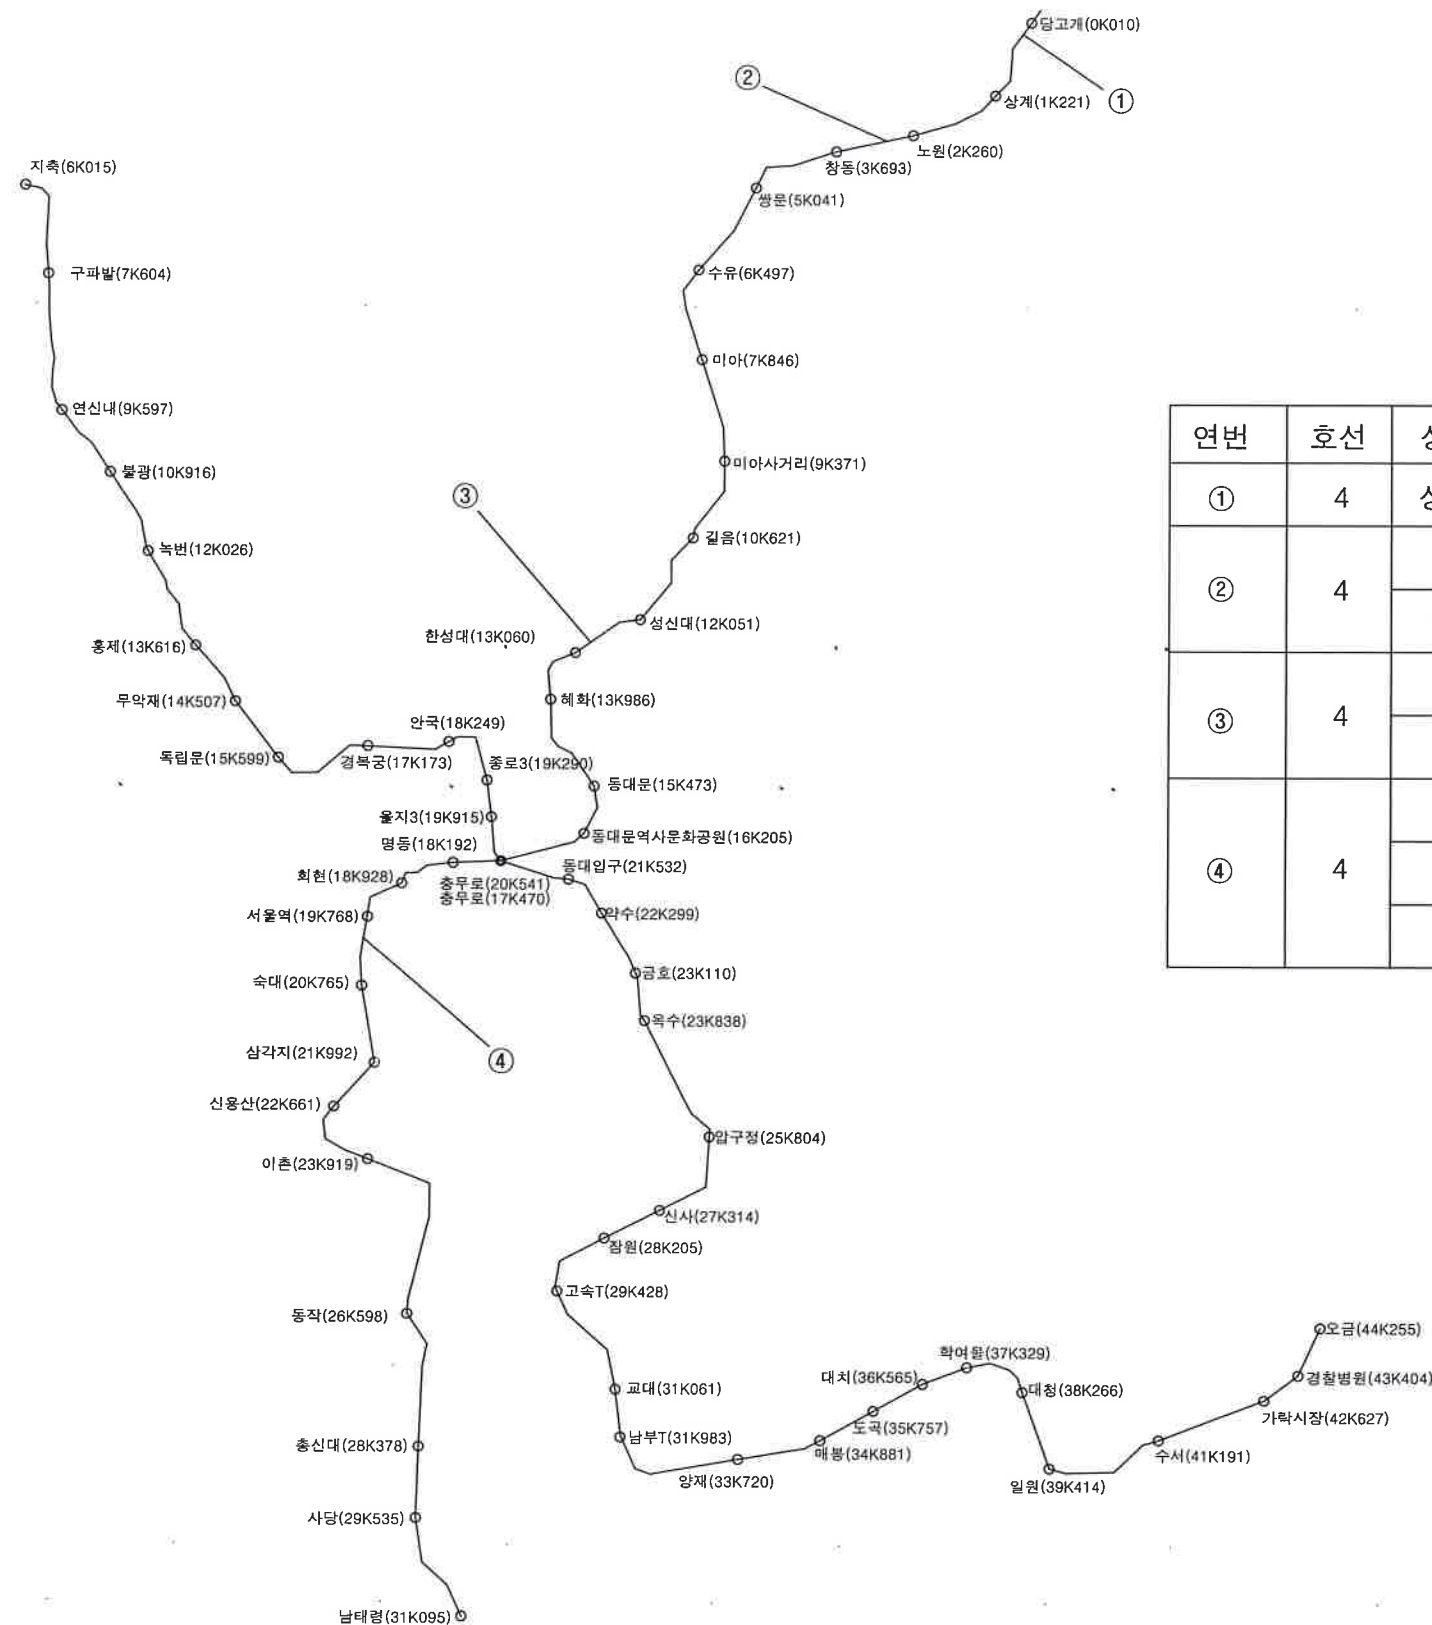 당고개(0K010)
②
상계(1K221)
①
노원(2K260)
창동(3K693)
지축(6K015)
쌍문(5K041)
구파발(7K604)
수유(6K497)
미아(7K846)
연신내(9K597)
연번 호선
미아사거리(9K371)
불광(10K916)
① 4
③
길음(10K621)
녹번(12K026)
② 4
성신대(12K051)
한성대(13K060)
홍제(13K616)
무악재(14K507)
혜화(13K986)
③ 4
안국(18K249)
독립문(15K599)
경복궁(17K173)
종로3(19K290)
동대문(15K473)
을지3(19K915)
동대문역사문화공원(16K205)
명동(18K192)
동대입구(21K532)
회현(18K928)
충무로(20K541)
충무로(17K470)
④ 4
서울역(19K768)
약수(22K299)
금호(23K110)
숙대(20K765)
옥수(23K838)
삼각지(21K992)
④
신용산(22K661)
압구정(25K804)
이촌(23K919)
신사(27K314)
잠원(28K205)
고속T(29K428)
동작(26K598)
오금(44K255)
학여울(37K329)
대치(36K565)
경찰병원(43K404)
교대(31K061)
대청(38K266)
가락시장(42K627)
도곡(35K757)
남부T(31K983)
총신대(28K378)
매봉(34K881)
수서(41K191)
양재(33K720)
일원(39K414)
사당(29K535)
남태령(31K095)